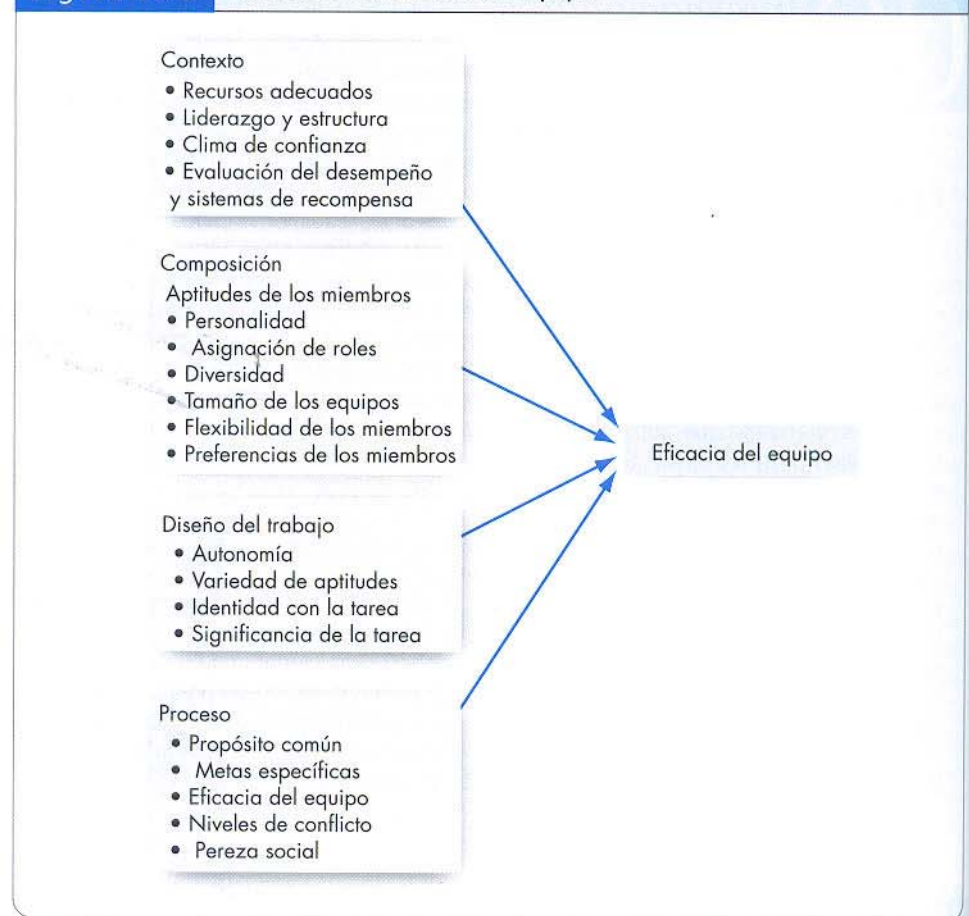 Contexto
• Recursos adecuados
• Liderazgo y estructura
• Clima de confianza
• Evaluación del desempeño
y sistemas de recompensa
Composición
Aptitudes de los miembros
• Personalidad
• Asignación de roles
• Diversidad
• Tamaño de los equipos
• Flexibilidad de los miembros
• Preferencias de los miembros
Eficacia del equipo
Diseño del trabajo
• Autonomía
• Variedad de aptitudes
• Identidad con la tarea
• Significancia de la tarea
Proceso
• Propósito común
• Metas específicas
• Eficacia del equipo
• Niveles de conflicto
• Pereza social